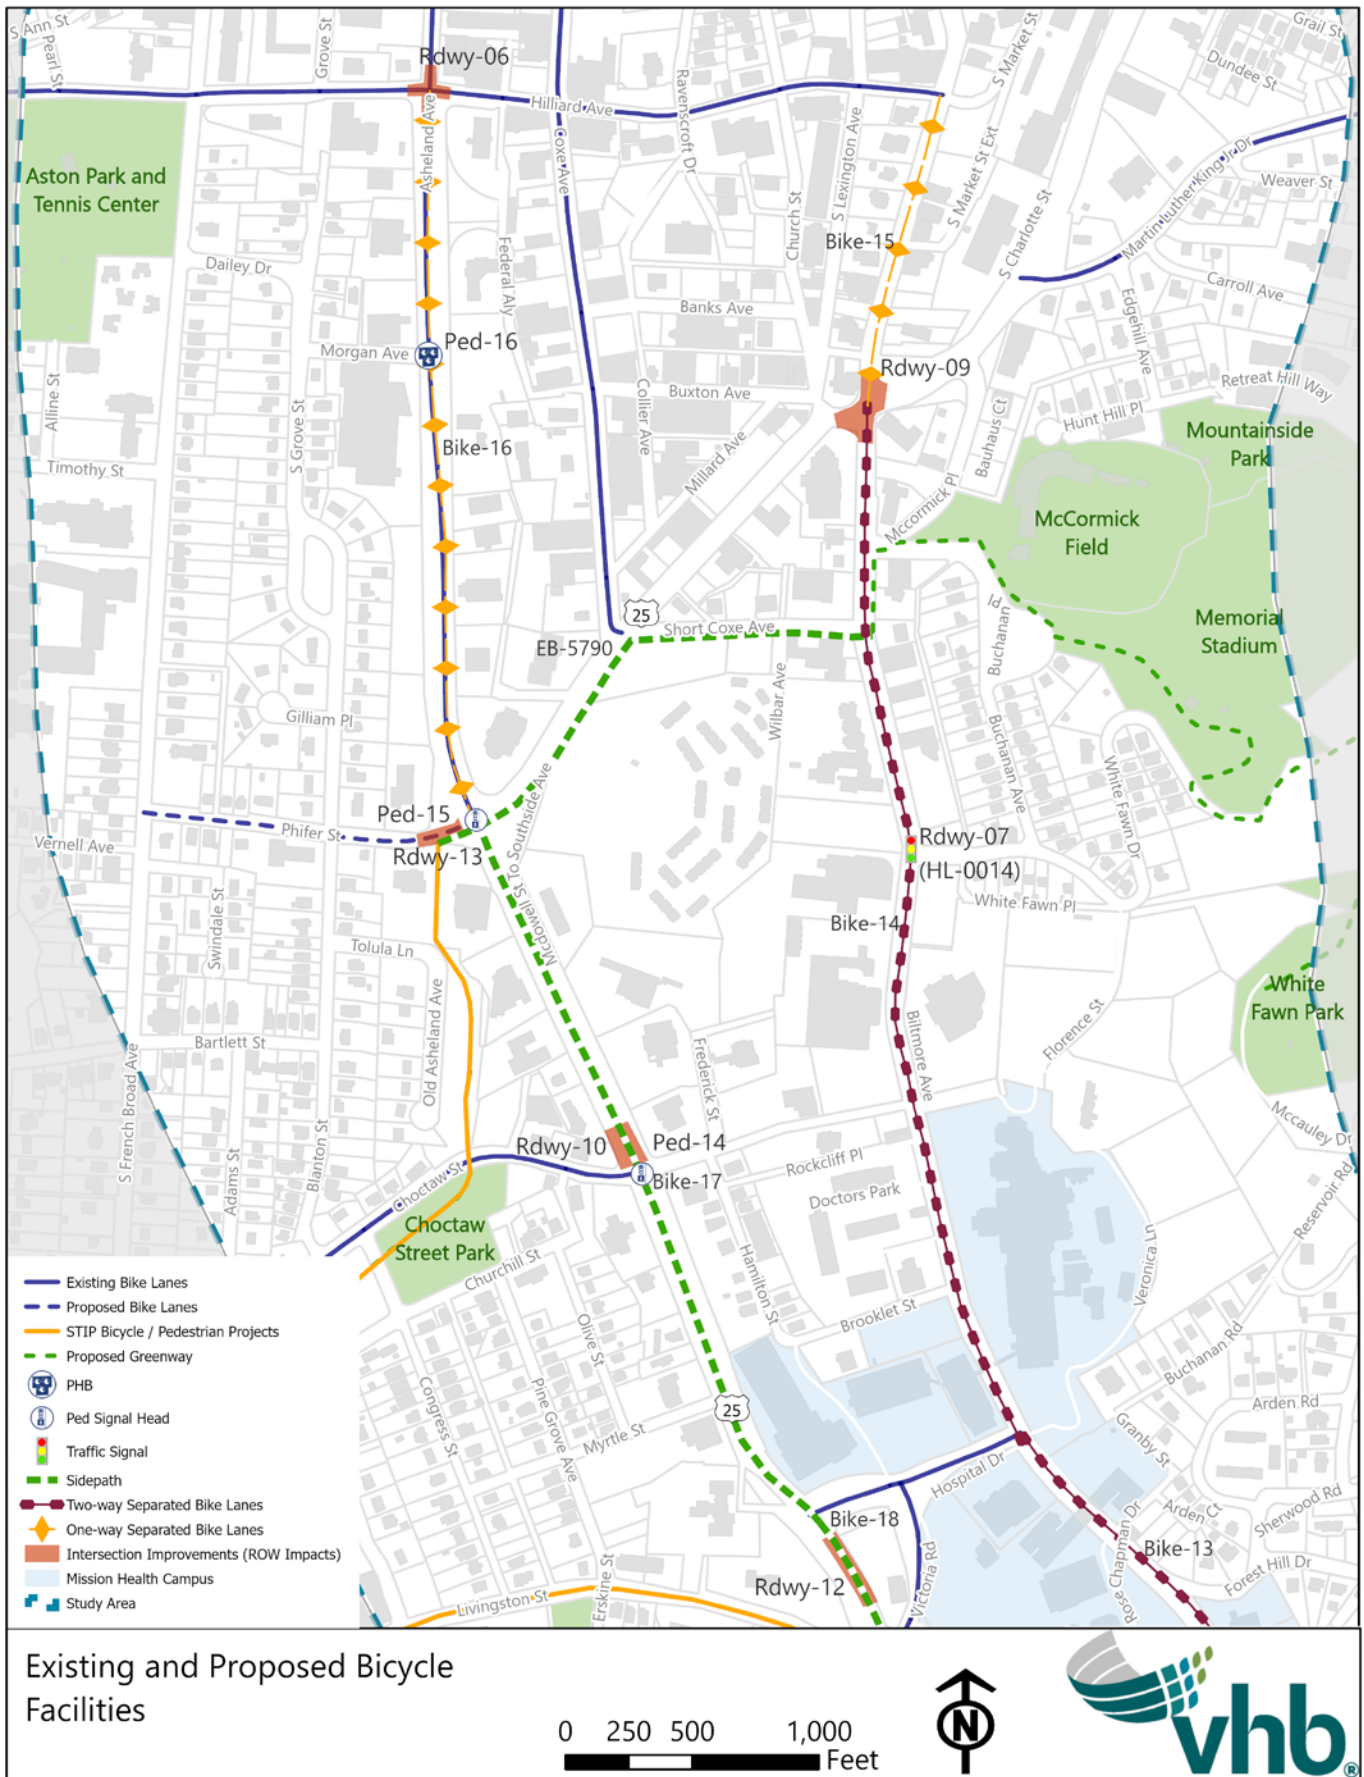 S Ann St
Pearl St
Grove St
Rdwy-06
S Market St
Grail St
Dundee St
Hilliard Ave
Asheland Ave
Coxe Ave
Ravenscroft Dr
Church St
S Lexington Ave
S Market St Ext
S Charlotte St
Martin Luther King Jr Dr
Weaver St
Aston Park and
Tennis Center
Bike-15
Dailey Dr
Federal Aly
Banks Ave
Carroll Ave
Edgehill Ave
Morgan Ave
Ped-16
Rdwy-09
Retreat Hill Way
Alline St
S Grove St
Collier Ave
Buxton Ave
Bauhaus Ct
Hunt Hill Pl
Mountainside
Park
Timothy St
Bike-16
Millard Ave
Mccormick Pl
McCormick
Field
25
Short Coxe Ave
EB-5790
Buchanan Pl
Memorial
Stadium
Wilbar Ave
Gilliam Pl
Buchanan Ave
White Fawn Dr
Mcdowell St To Southside Ave
Ped-15
Phifer St
Rdwy-13
Vernell Ave
Rdwy-07
(HL-0014)
White Fawn Pl
Bike-14
Swindale St
Tolula Ln
Old Asheland Ave
White
Fawn Park
Biltmore Ave
Florence St
Bartlett St
Frederick St
S French Broad Ave
Adams St
Blanton St
Rdwy-10
Ped-14
Bike-17
Rockcliff Pl
Doctors Park
Mccauley Dr
Reservoir Rd
Choctaw St
Choctaw
Street Park
Churchill St
Hamilton St
Veronica Ln
Brooklet St
Olive St
Buchanan Rd
Congress St
Pine Grove Ave
Myrtle St
25
Arden Rd
Granby St
Hospital Dr
Arden Ct
Sherwood Rd
Bike-18
Rose Chapman Dr
Bike-13
Forest Hill Dr
Victoria Rd
Rdwy-12
Livingston St
Erskine St
Existing Bike Lanes
Proposed Bike Lanes
STIP Bicycle / Pedestrian Projects
Proposed Greenway
PHB
Ped Signal Head
Traffic Signal
Sidepath
Two-way Separated Bike Lanes
One-way Separated Bike Lanes
Intersection Improvements (ROW Impacts)
Mission Health Campus
Study Area
Existing and Proposed Bicycle
Facilities
0 250 500 1,000
Feet
N
vhb®